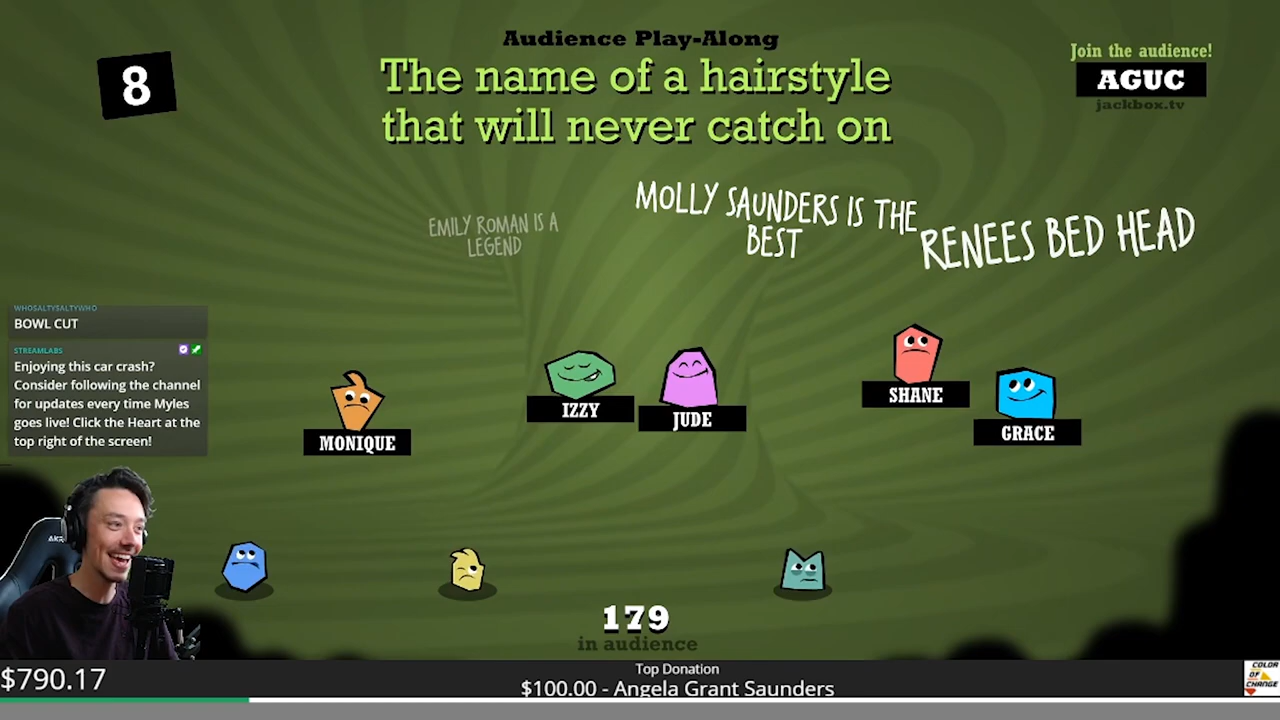 Audience Play-Along
The name of a hairstyle
that will never catch on
8
Join the audience!
AGUC
jackbox.tv
EMILY ROMAN IS A
LEGEND
MOLLY SAUNDERS IS THE
BEST
RENEES BED HEAD
WHOSALTYSALTYWHO
BOWL CUT
STREAMLABS
Enjoying this car crash?
Consider following the channel
for updates every time Myles
goes live! Click the Heart at the
top right of the screen!
MONIQUE
IZZY
JUDE
SHANE
GRACE
179
in audience
$790.17
Top Donation
$100.00 - Angela Grant Saunders
COLOR
OF
CHANGE